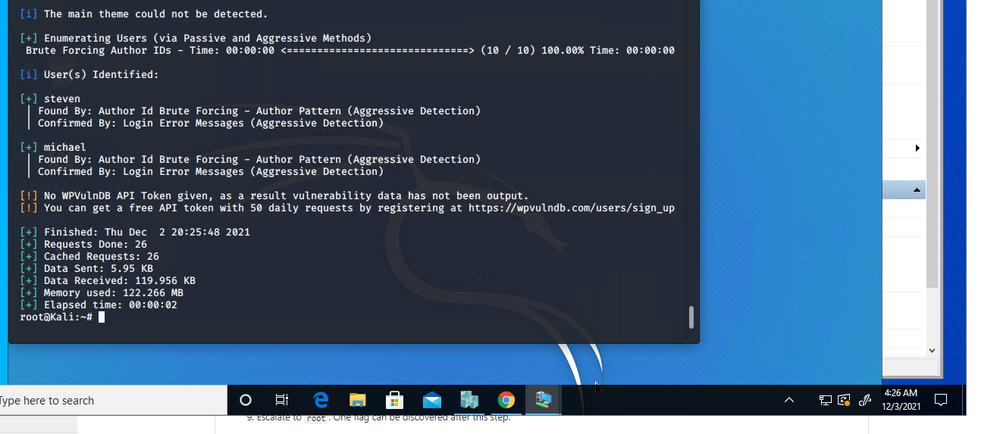 [i] The main theme could not be detected.
[+] Enumerating Users (via Passive and Aggressive Methods)
Brute Forcing Author IDs - Time: 00:00:00 <==============================> (10 / 10) 100.00% Time: 00:00:00
[i] User(s) Identified:
[+] steven
| Found By: Author Id Brute Forcing - Author Pattern (Aggressive Detection)
| Confirmed By: Login Error Messages (Aggressive Detection)
[+] michael
| Found By: Author Id Brute Forcing - Author Pattern (Aggressive Detection)
| Confirmed By: Login Error Messages (Aggressive Detection)
[!] No WPVulnDB API Token given, as a result vulnerability data has not been output.
[!] You can get a free API token with 50 daily requests by registering at https://wpvulndb.com/users/sign_up
[+] Finished: Thu Dec  2 20:25:48 2021
[+] Requests Done: 26
[+] Cached Requests: 26
[+] Data Sent: 5.95 KB
[+] Data Received: 119.956 KB
[+] Memory used: 122.266 MB
[+] Elapsed time: 00:00:02
root@Kali:~#
Type here to search
4:26 AM
12/3/2021
9. Escalate to root. One flag can be discovered after this step.